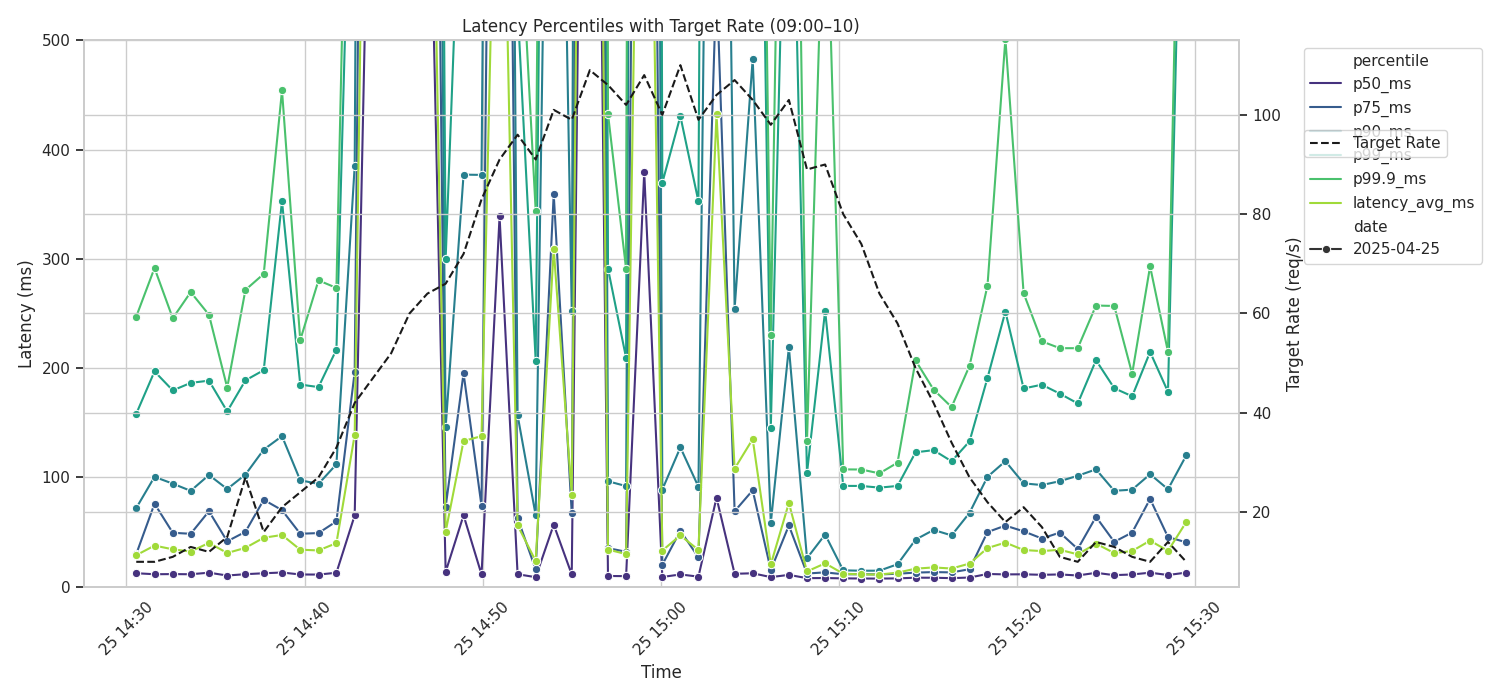 Latency Percentiles with Target Rate (09:00–10)
500
400
300
200
100
0
Latency (ms)
100
80
60
40
20
Target Rate (req/s)
25 14:30
25 14:40
25 14:50
25 15:00
25 15:10
25 15:20
25 15:30
Time
percentile
p50_ms
p75_ms
p90_ms
Target Rate
p99_ms
p99.9_ms
latency_avg_ms
date
2025-04-25